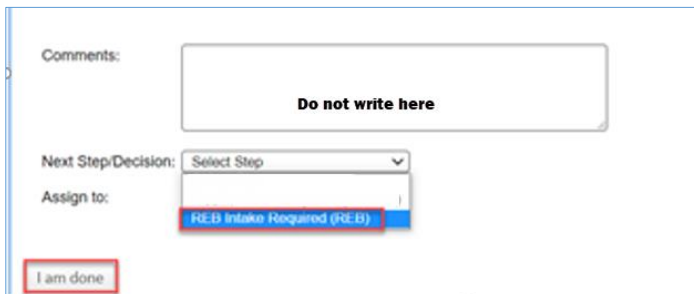 Comments:
Do not write here
Next Step/Decision: Select Step
Assign to:
REB Intake Required (REB)
I am done